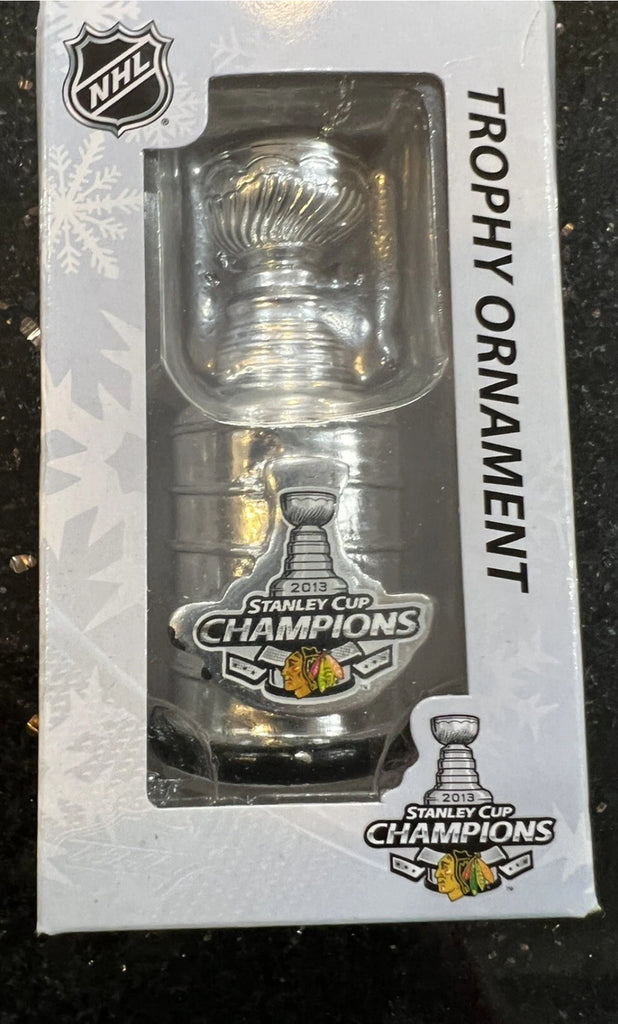 NHL
TROPHY ORNAMENT
2013
STANLEY CUP
CHAMPIONS
2013
STANLEY CUP
CHAMPIONS